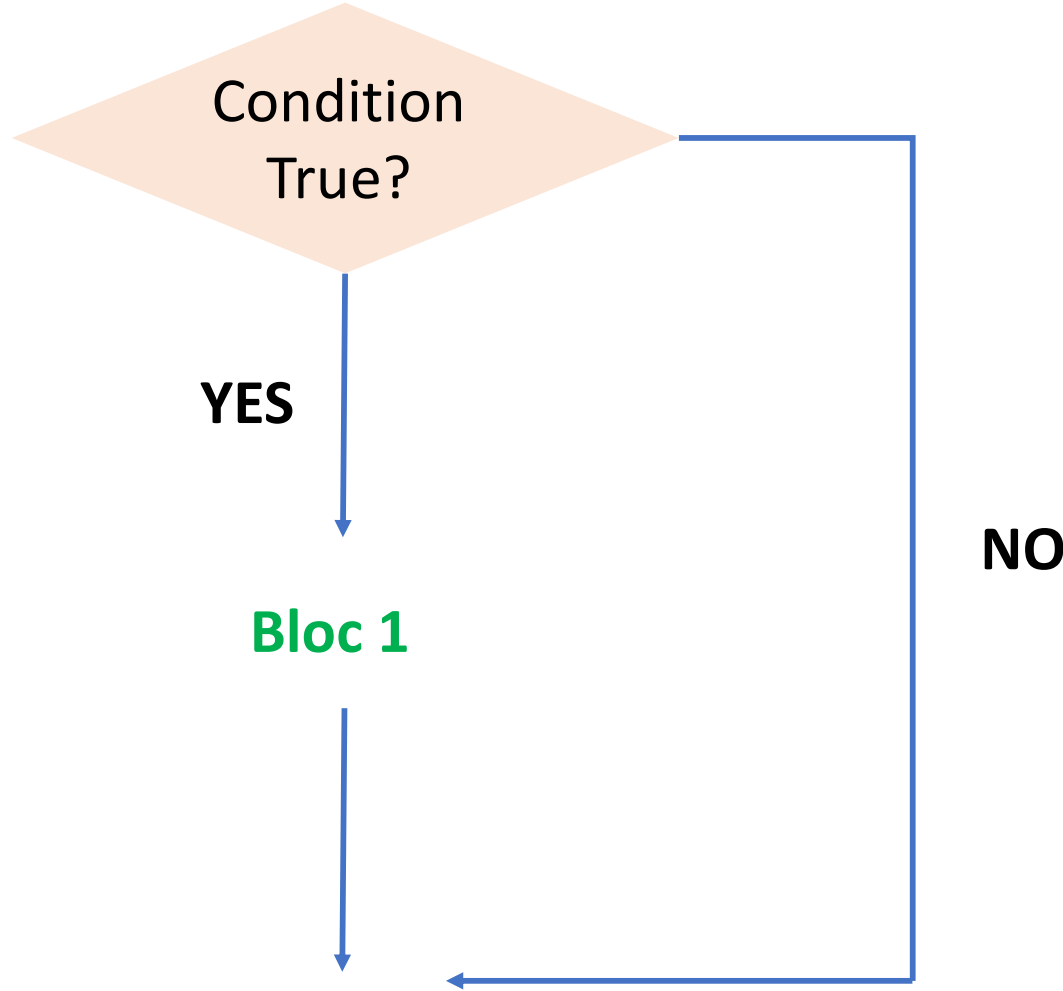 Condition
True?
YES
NO
Bloc 1